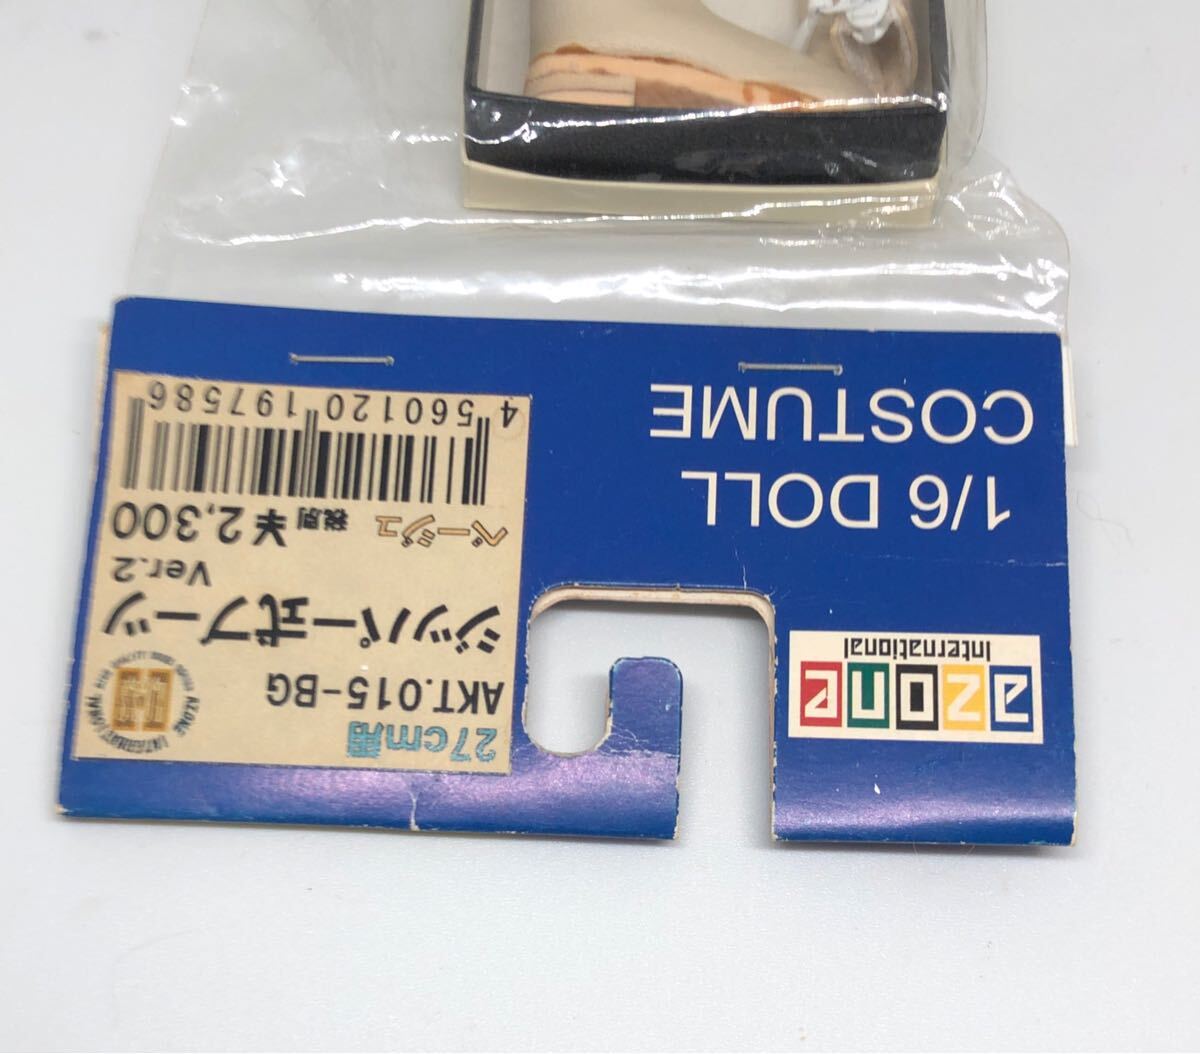 azone
International
1/6 DOLL
COSTUME
27cm用
AKT.015-BG
ジッパー式ブーツ
Ver.2
ベージュ 税別 ¥2,300
4 560120 197586